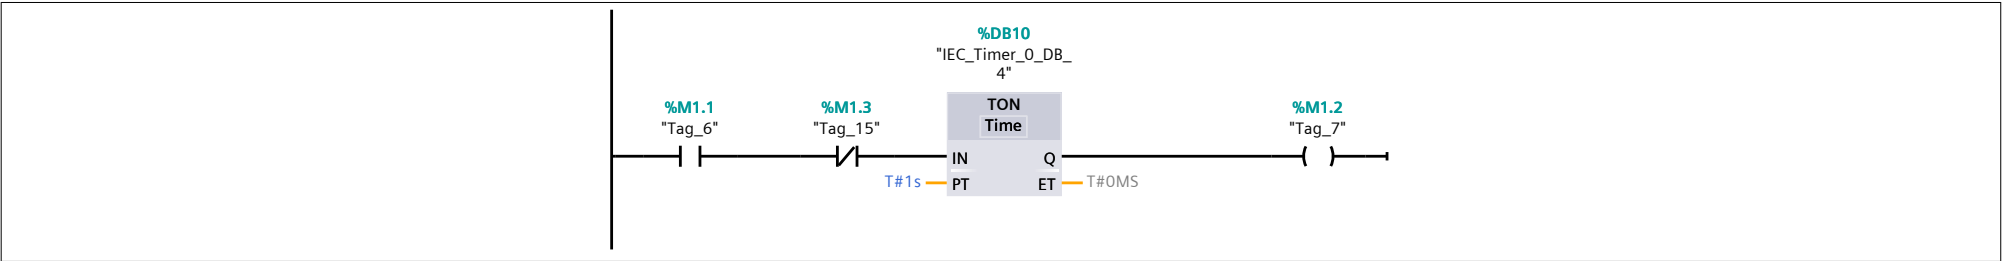 %DB10
"IEC_Timer_0_DB_
4"
%M1.1
"Tag_6"
%M1.3
"Tag_15"
TON
Time
%M1.2
"Tag_7"
IN
Q
T#1s
PT
ET
T#0MS